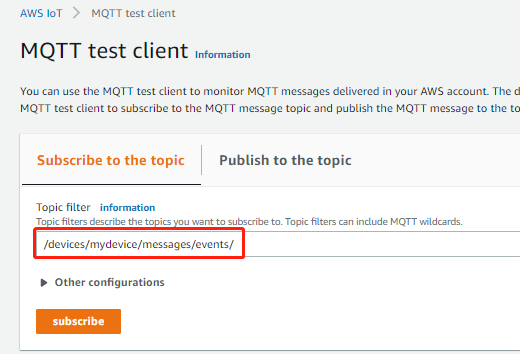 AWS IoT > MQTT test client
MQTT test client Information
You can use the MQTT test client to monitor MQTT messages delivered in your AWS account. The d
MQTT test client to subscribe to the MQTT message topic and publish the MQTT message to the to
Subscribe to the topic Publish to the topic
Topic filter information
Topic filters describe the topics you want to subscribe to. Topic filters can include MQTT wildcards.
/devices/mydevice/messages/events/
Other configurations
subscribe